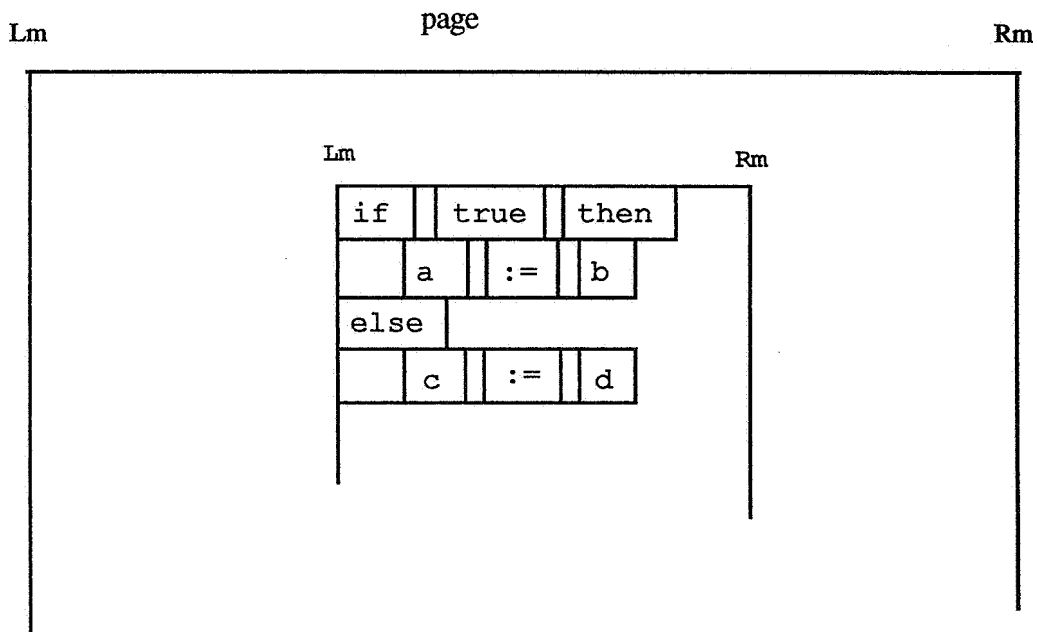 page
Lm Rm
Lm Rm
if true then
a := b
else
c := d